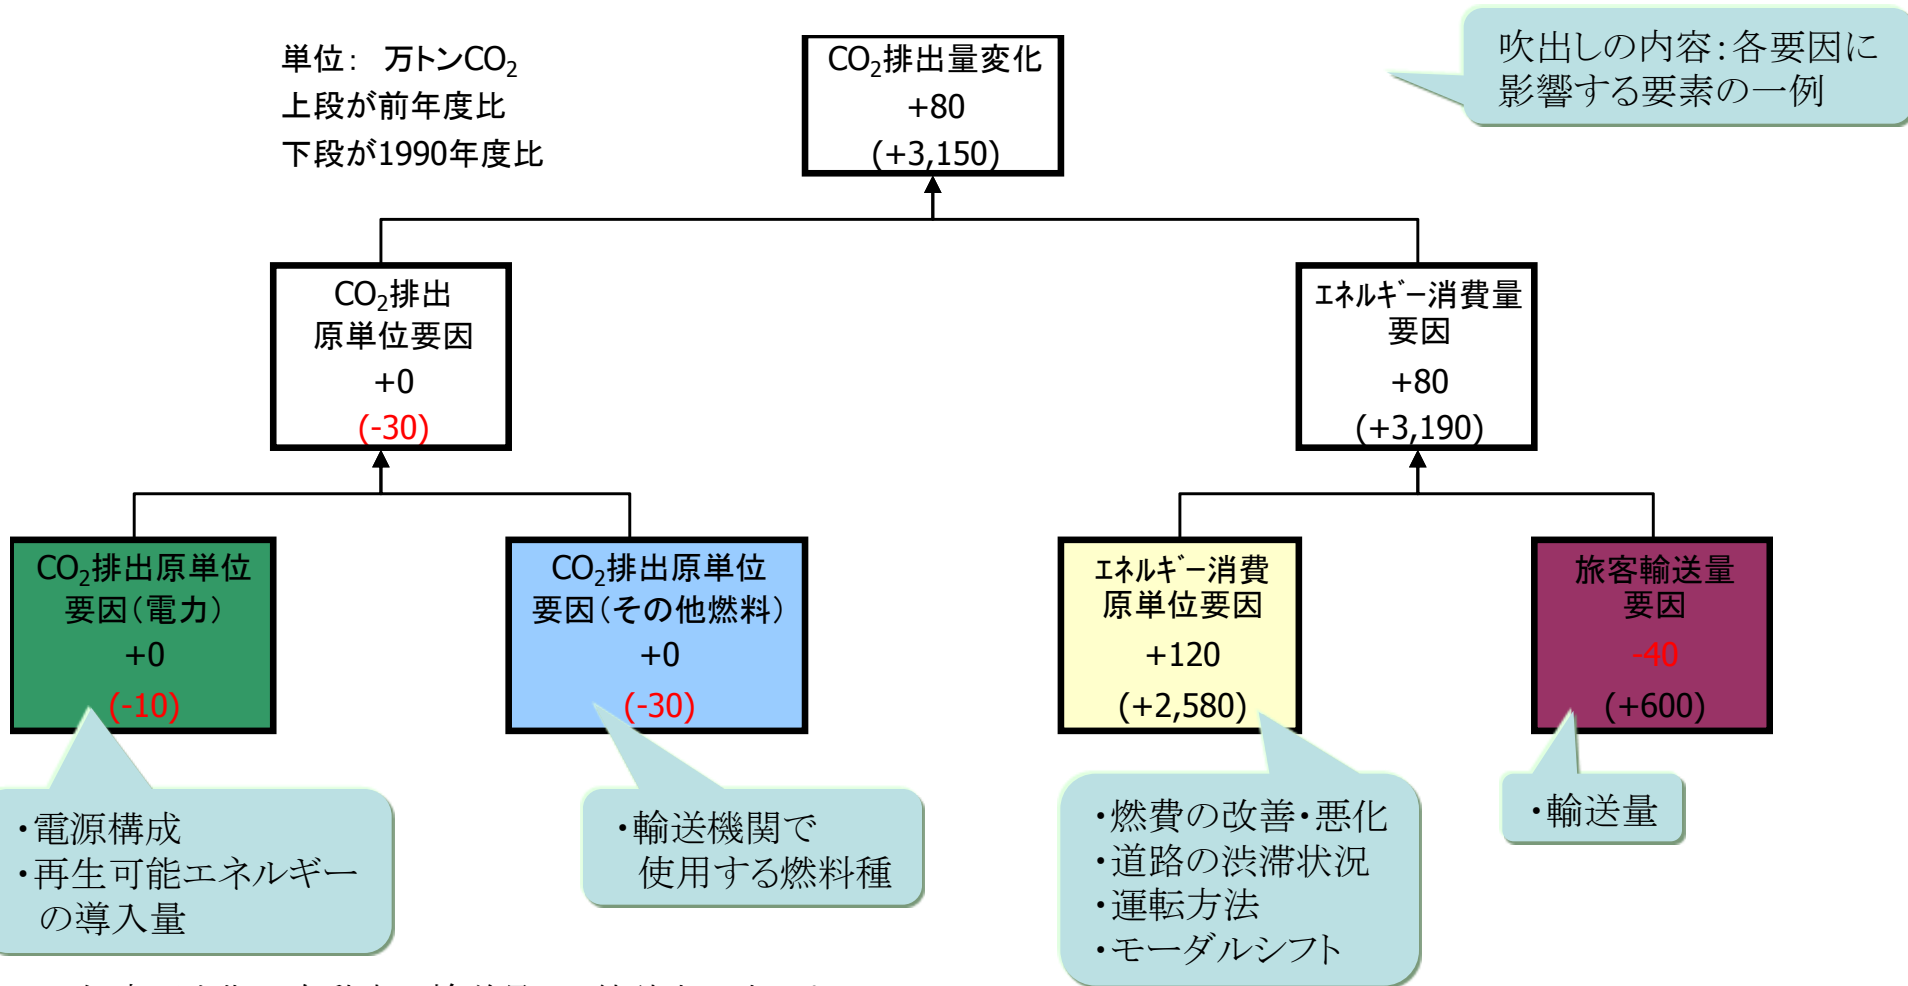 単位： 万トンCO₂
上段が前年度比
下段が1990年度比
CO₂排出量変化
+80
(+3,150)
吹出しの内容：各要因に
影響する要素の一例
CO₂排出
原単位要因
+0
(-30)
ｴﾈﾙｷﾞｰ消費量
要因
+80
(+3,190)
CO₂排出原単位
要因（電力）
+0
(-10)
CO₂排出原単位
要因（その他燃料）
+0
(-30)
ｴﾈﾙｷﾞｰ消費
原単位要因
+120
(+2,580)
旅客輸送量
要因
-40
(+600)
・電源構成
・再生可能エネルギー
の導入量
・輸送機関で
使用する燃料種
・燃費の改善・悪化
・道路の渋滞状況
・運転方法
・モーダルシフト
・輸送量